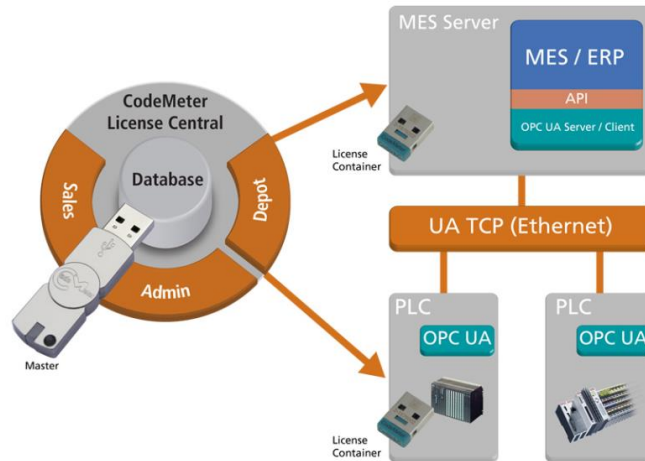 MES Server
MES / ERP
API
OPC UA Server / Client
License
Container
CodeMeter
License Central
Database
Sales
Depot
Admin
Master
UA TCP (Ethernet)
PLC
OPC UA
License
Container
PLC
OPC UA